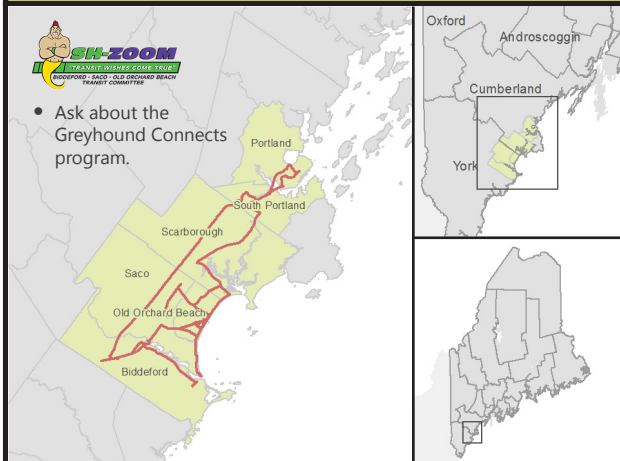 SH-ZOOM
TRANSIT WISHES COME TRUE
BIDDEFORD - SACO - OLD ORCHARD BEACH
TRANSIT COMMITTEE
• Ask about the
Greyhound Connects
program.
Portland
South Portland
Scarborough
Saco
Old Orchard Beach
Biddeford
Oxford
Androscoggin
Cumberland
York